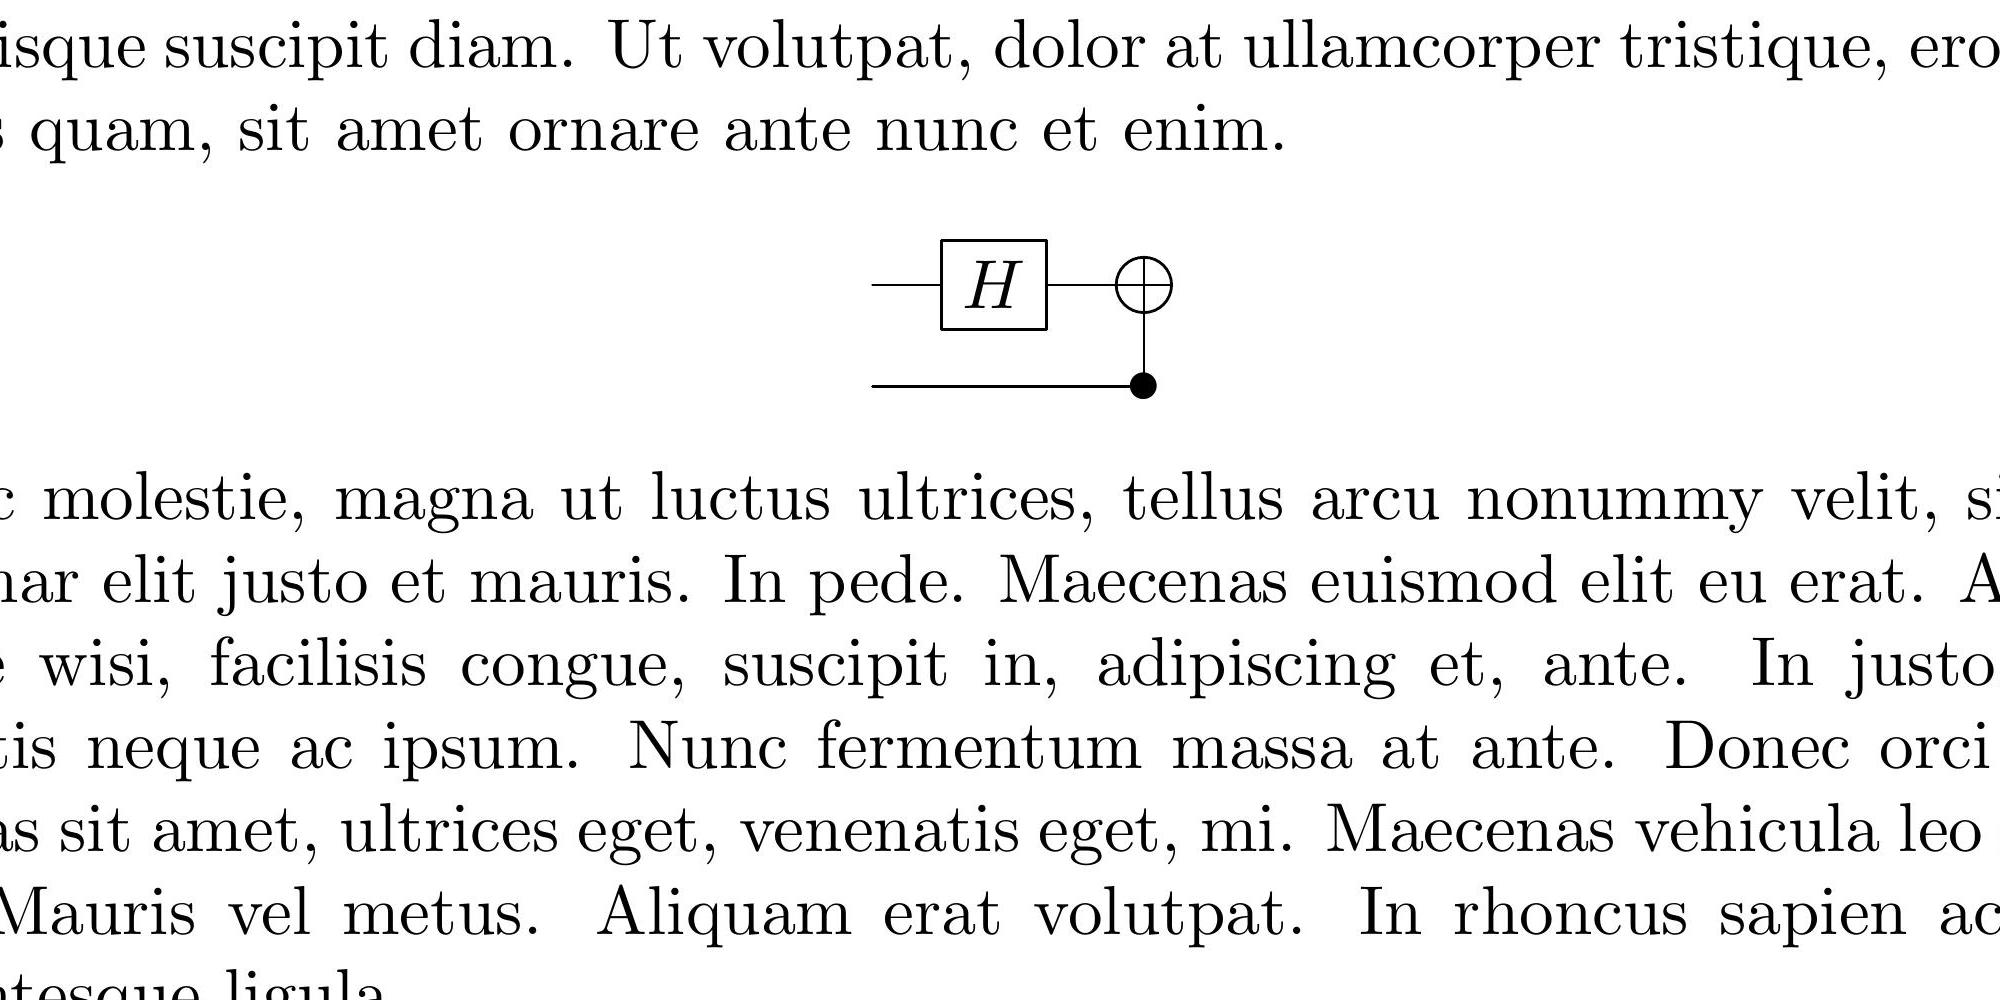 isque suscipit diam. Ut volutpat, dolor at ullamcorper tristique, ero
s quam, sit amet ornare ante nunc et enim.
H
c molestie, magna ut luctus ultrices, tellus arcu nonummy velit, si
nar elit justo et mauris. In pede. Maecenas euismod elit eu erat. A
e wisi, facilisis congue, suscipit in, adipiscing et, ante. In justo
tis neque ac ipsum. Nunc fermentum massa at ante. Donec orci
as sit amet, ultrices eget, venenatis eget, mi. Maecenas vehicula leo
Mauris vel metus. Aliquam erat volutpat. In rhoncus sapien ac
ntesque ligula